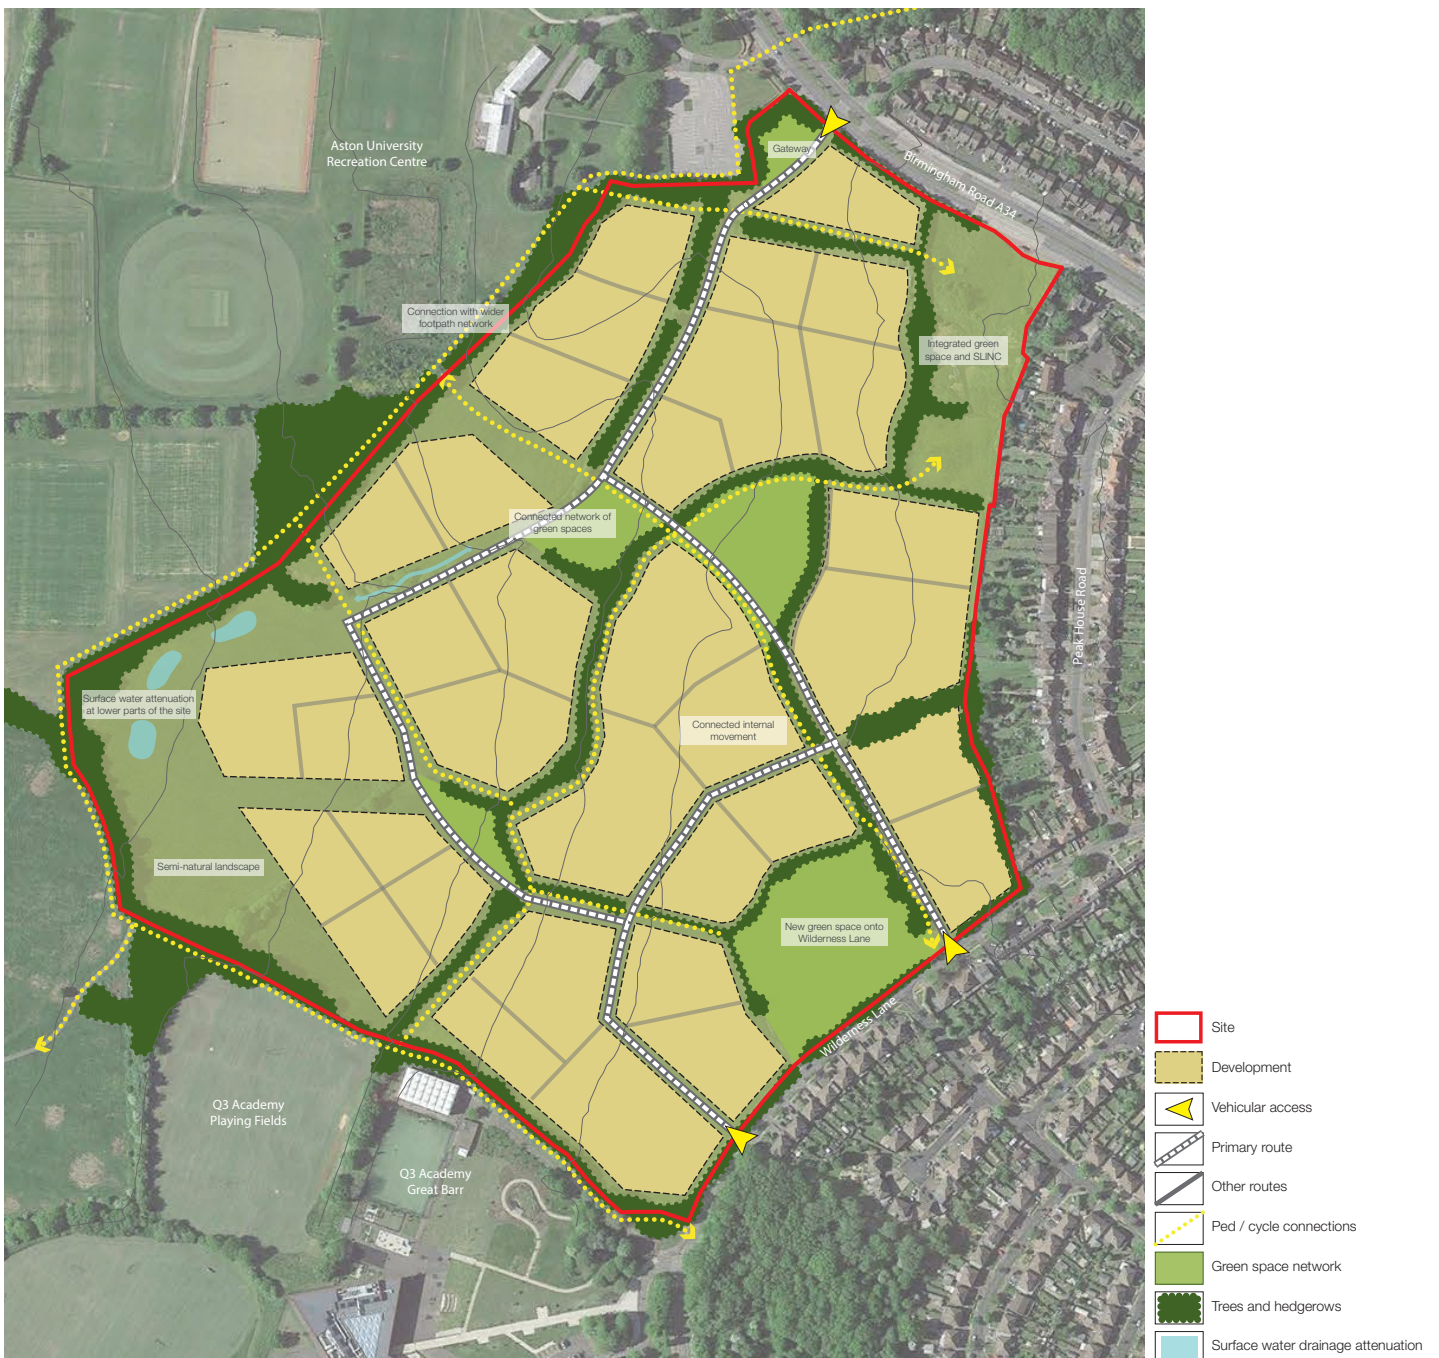 Aston University
Recreation Centre
Gateway
Birmingham Road A34
Connection with wider
footpath network
Integrated green
space and SLINC
Connected network of
green spaces
Peak House Road
Surface water attenuation
at lower parts of the site
Connected internal
movement
Semi-natural landscape
New green space onto
Wilderness Lane
Wilderness Lane
Q3 Academy
Playing Fields
Q3 Academy
Great Barr
Site
Development
Vehicular access
Primary route
Other routes
Ped / cycle connections
Green space network
Trees and hedgerows
Surface water drainage attenuation